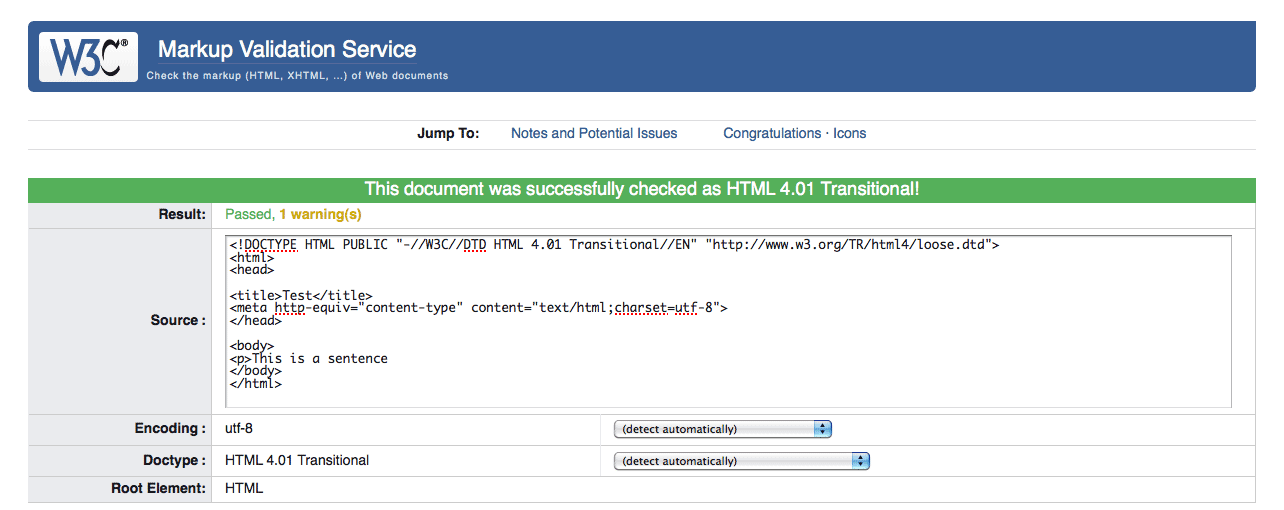 W3C®
Markup Validation Service
Check the markup (HTML, XHTML, ...) of Web documents
Jump To: Notes and Potential Issues Congratulations · Icons
This document was successfully checked as HTML 4.01 Transitional!
Result: Passed, 1 warning(s)
Source :
<!DOCTYPE HTML PUBLIC "-//W3C//DTD HTML 4.01 Transitional//EN" "http://www.w3.org/TR/html4/loose.dtd">
<html>
<head>
<title>Test</title>
<meta http-equiv="content-type" content="text/html;charset=utf-8">
</head>
<body>
<p>This is a sentence
</body>
</html>
Encoding : utf-8 (detect automatically)
Doctype : HTML 4.01 Transitional (detect automatically)
Root Element: HTML